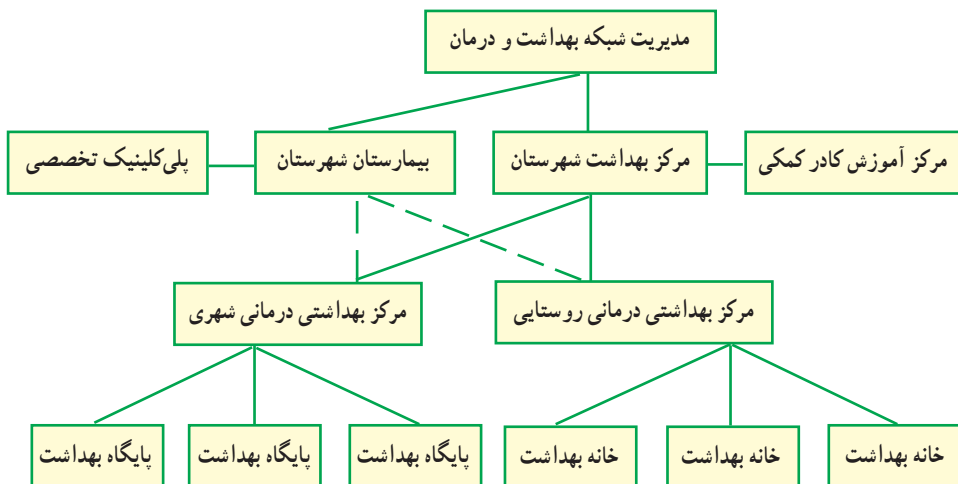 مدیریت شبکه بهداشت و درمان
مرکز آموزش کادر کمکی
مرکز بهداشت شهرستان
بیمارستان شهرستان
پلی‌کلینیک تخصصی
مرکز بهداشتی درمانی روستایی
مرکز بهداشتی درمانی شهری
خانه بهداشت
خانه بهداشت
خانه بهداشت
پایگاه بهداشت
پایگاه بهداشت
پایگاه بهداشت